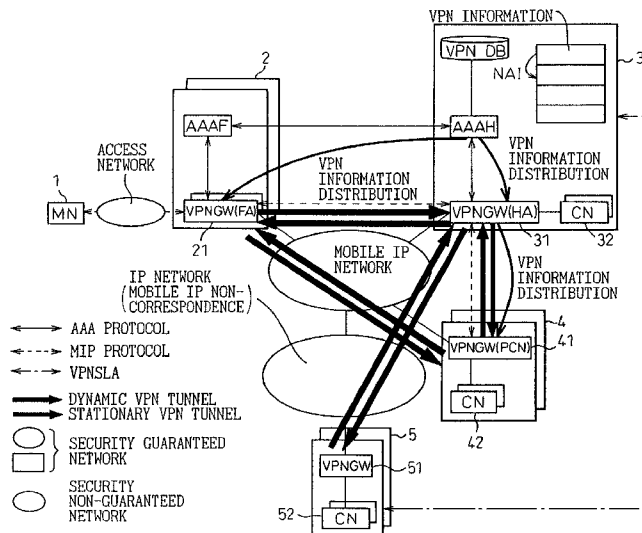 VPN INFORMATION
VPN DB
NAI
3
2
AAAF
AAAH
ACCESS
NETWORK
VPN
INFORMATION
DISTRIBUTION
VPN
INFORMATION
DISTRIBUTION
1
MN
VPNGW(FA)
21
VPNGW(HA)
31
CN
32
MOBILE IP
NETWORK
VPN
INFORMATION
DISTRIBUTION
IP NETWORK
(MOBILE IP NON-
CORRESPONDENCE)
4
VPNGW(PCN)
41
CN
42
AAA PROTOCOL
MIP PROTOCOL
VPNSLA
DYNAMIC VPN TUNNEL
STATIONARY VPN TUNNEL
SECURITY GUARANTEED
NETWORK
SECURITY
NON-GUARANTEED
NETWORK
5
VPNGW
51
52
CN